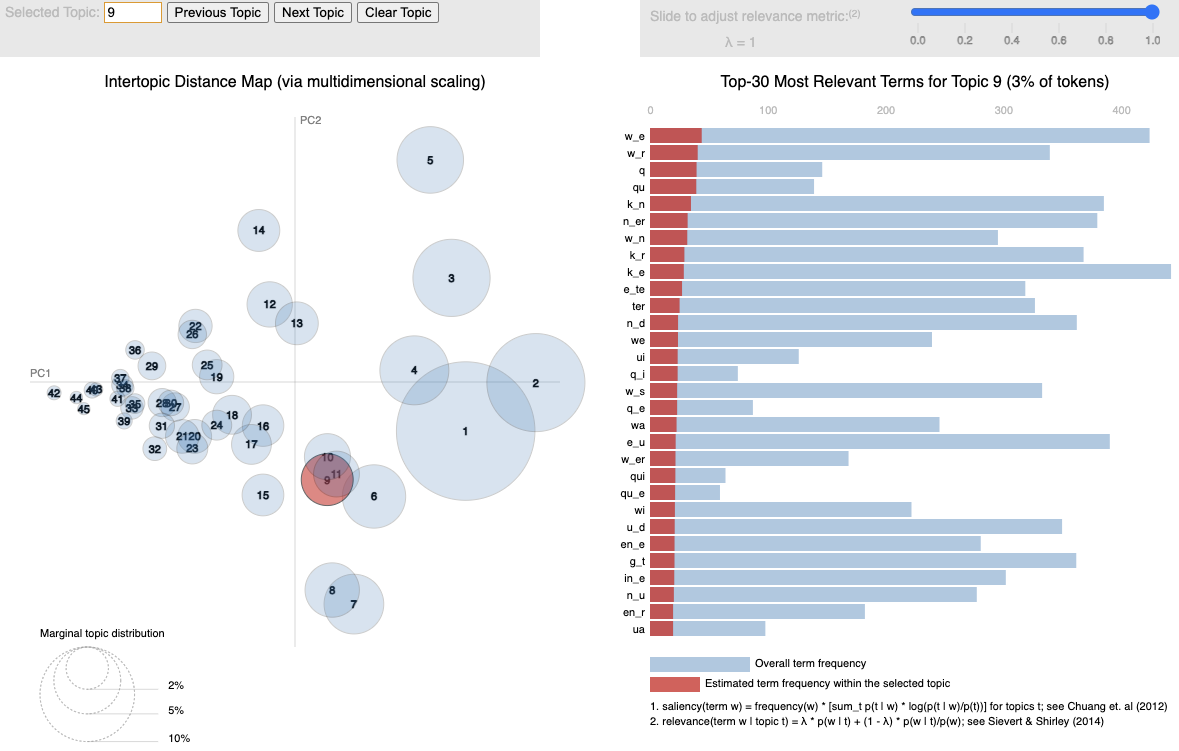 Selected Topic: 9 Previous Topic Next Topic Clear Topic
Slide to adjust relevance metric:(2)
λ = 1
0.0 0.2 0.4 0.6 0.8 1.0
Intertopic Distance Map (via multidimensional scaling)
PC2
PC1
5
14
3
12
13
22
26
36
29
25
19
4
2
37
38
42
44
45
43
41
35
33
39
28
30
27
31
32
21
20
23
24
18
16
17
1
10
11
9
6
15
8
7
Marginal topic distribution
2%
5%
10%
Top-30 Most Relevant Terms for Topic 9 (3% of tokens)
0 100 200 300 400
w_e
w_r
q
qu
k_n
n_er
w_n
k_r
k_e
e_te
ter
n_d
we
ui
q_i
w_s
q_e
wa
e_u
w_er
qui
qu_e
wi
u_d
en_e
g_t
in_e
n_u
en_r
ua
Overall term frequency
Estimated term frequency within the selected topic
1. saliency(term w) = frequency(w) * [sum_t p(t | w) * log(p(t | w)/p(t))] for topics t; see Chuang et. al (2012)
2. relevance(term w | topic t) = λ * p(w | t) + (1 - λ) * p(w | t)/p(w); see Sievert & Shirley (2014)